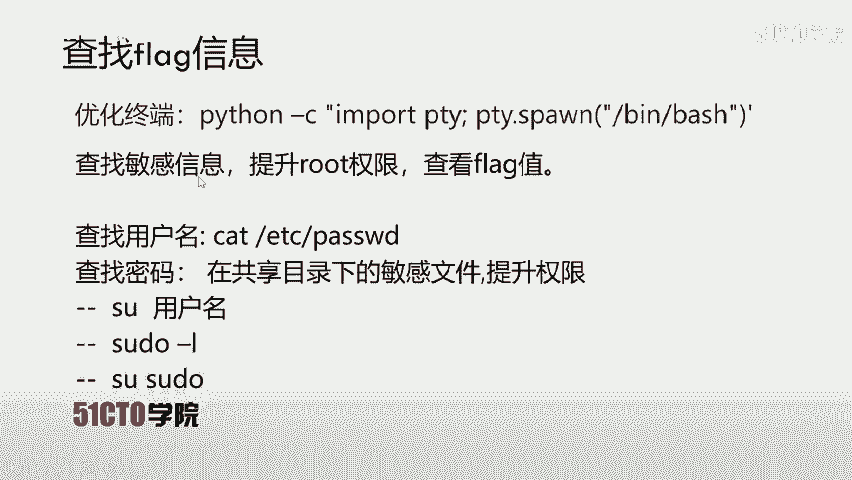 查找flag信息
优化终端：python –c "import pty; pty.spawn("/bin/bash")'
查找敏感信息，提升root权限，查看flag值。
查找用户名: cat /etc/passwd
查找密码： 在共享目录下的敏感文件,提升权限
-- su 用户名
-- sudo –l
-- su sudo
51CTO学院